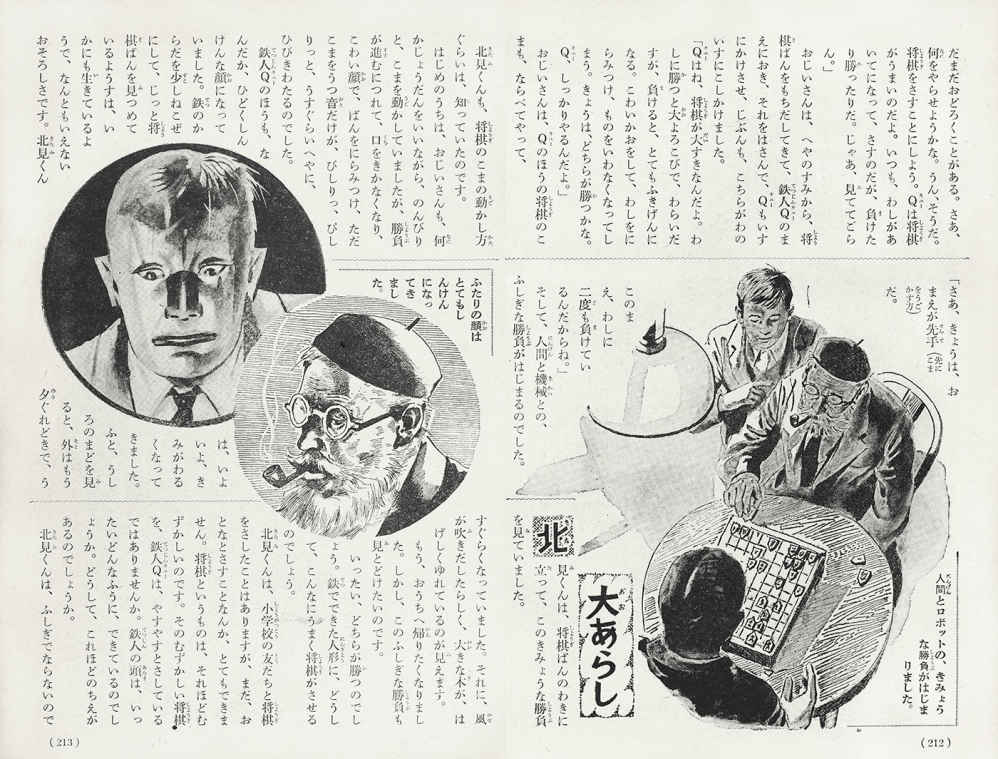 だまだおどろくことがある。さあ、
何をやらせようかな。うん、そうだ。
将棋をさすことにしよう。Qは将棋
がうまいのだよ。いつも、わしがあ
いてになって、さすのだが、負けた
り勝ったりだ。じゃあ、見ててごら
ん。」
おじいさんは、へやのすみから、将
棋ばんをもちだしてきて、鉄人Qのま
えにおき、それをはさんで、Qもいす
にかけさせ、じぶんも、こちらがわの
いすにこしかけました。
「Qはね、将棋が大すきなんだよ。わ
しに勝つと大よろこびで、わらいだ
すが、負けると、とてもふきげんに
なる。こわいかおをして、わしをに
らみつけ、ものをいわなくなってし
まう。きょうは、どちらが勝つかな。
Q、しっかりやるんだよ。」
おじいさんは、Qのほうの将棋のこ
まも、ならべてやって、
「さあ、きょうは、お
まえが先手(先にこまをうごかす方)
だ。
このま
え、わしに
二度も負けてい
るんだからね。」
そして、人間と機械との、
ふしぎな勝負がはじまるのでした。
人間とロボットの、きみょう
な勝負がはじま
りました。
大あらし
北見くんは、将棋ばんのわきに
立って、このきみょうな勝負
を見ていました。
(212)
北見くんも、将棋のこまの動かし方
ぐらいは、知っていたのです。
はじめのうちは、おじいさんも、何
かじょうだんをいいながら、のんびり
と、こまを動かしていましたが、勝負
が進むにつれて、口をきかなくなり、
こわい顔で、ばんをにらみつけ、ただ
こまをうつ音だけが、ぴしりっ、ぴし
りっと、うすぐらいへやに、
ひびきわたるのでした。
鉄人Qのほうも、な
んだか、ひどくしん
けんな顔になって
いました。鉄のか
らだを少しねこぜ
にして、じっと将
棋ばんを見つめて
いるようすは、い
かにも生きているよ
うで、なんともいえない
おそろしさです。北見くん
ふたりの顔は
とてもし
んけん
になっ
てき
まし
た。
は、いよ
いよ、き
みがわる
くなって
きました。
ふと、うし
ろのまどを見
ると、外はもう
夕ぐれどきで、う
すぐらくなっていました。それに、風
が吹きだしたらしく、大きな木が、は
げしくゆれているのが見えます。
もう、おうちへ帰りたくなりまし
た。しかし、このふしぎな勝負も
見とどけたいのです。
いったい、どちらが勝つのでし
ょう。鉄でできた人形に、どうし
て、こんなにうまく将棋がさせる
のでしょう。
北見くんは、小学校の友だちと将棋
をさしたことはありますが、まだ、お
となとさすことなんか、とてもできま
せん。将棋というものは、それほどむ
ずかしいのです。そのむずかしい将棋
を、鉄人Qは、やすやすとさしている
ではありませんか。鉄人の頭は、いっ
たいどんなふうに、できているのでし
ょうか。どうして、これほどのちえが
あるのでしょうか。
北見くんは、ふしぎでならないので
(213)